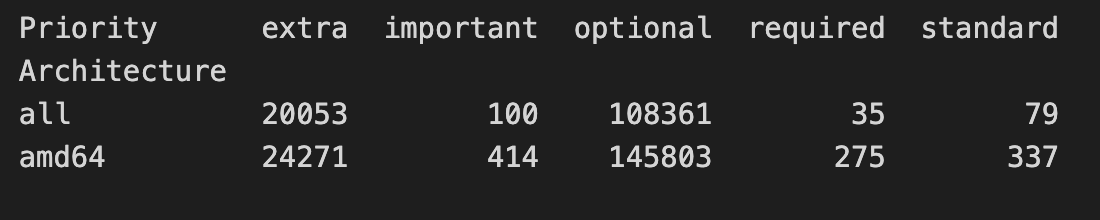 Priority      extra  important  optional  required  standard
Architecture
all           20053        100    108361        35        79
amd64         24271        414    145803       275       337